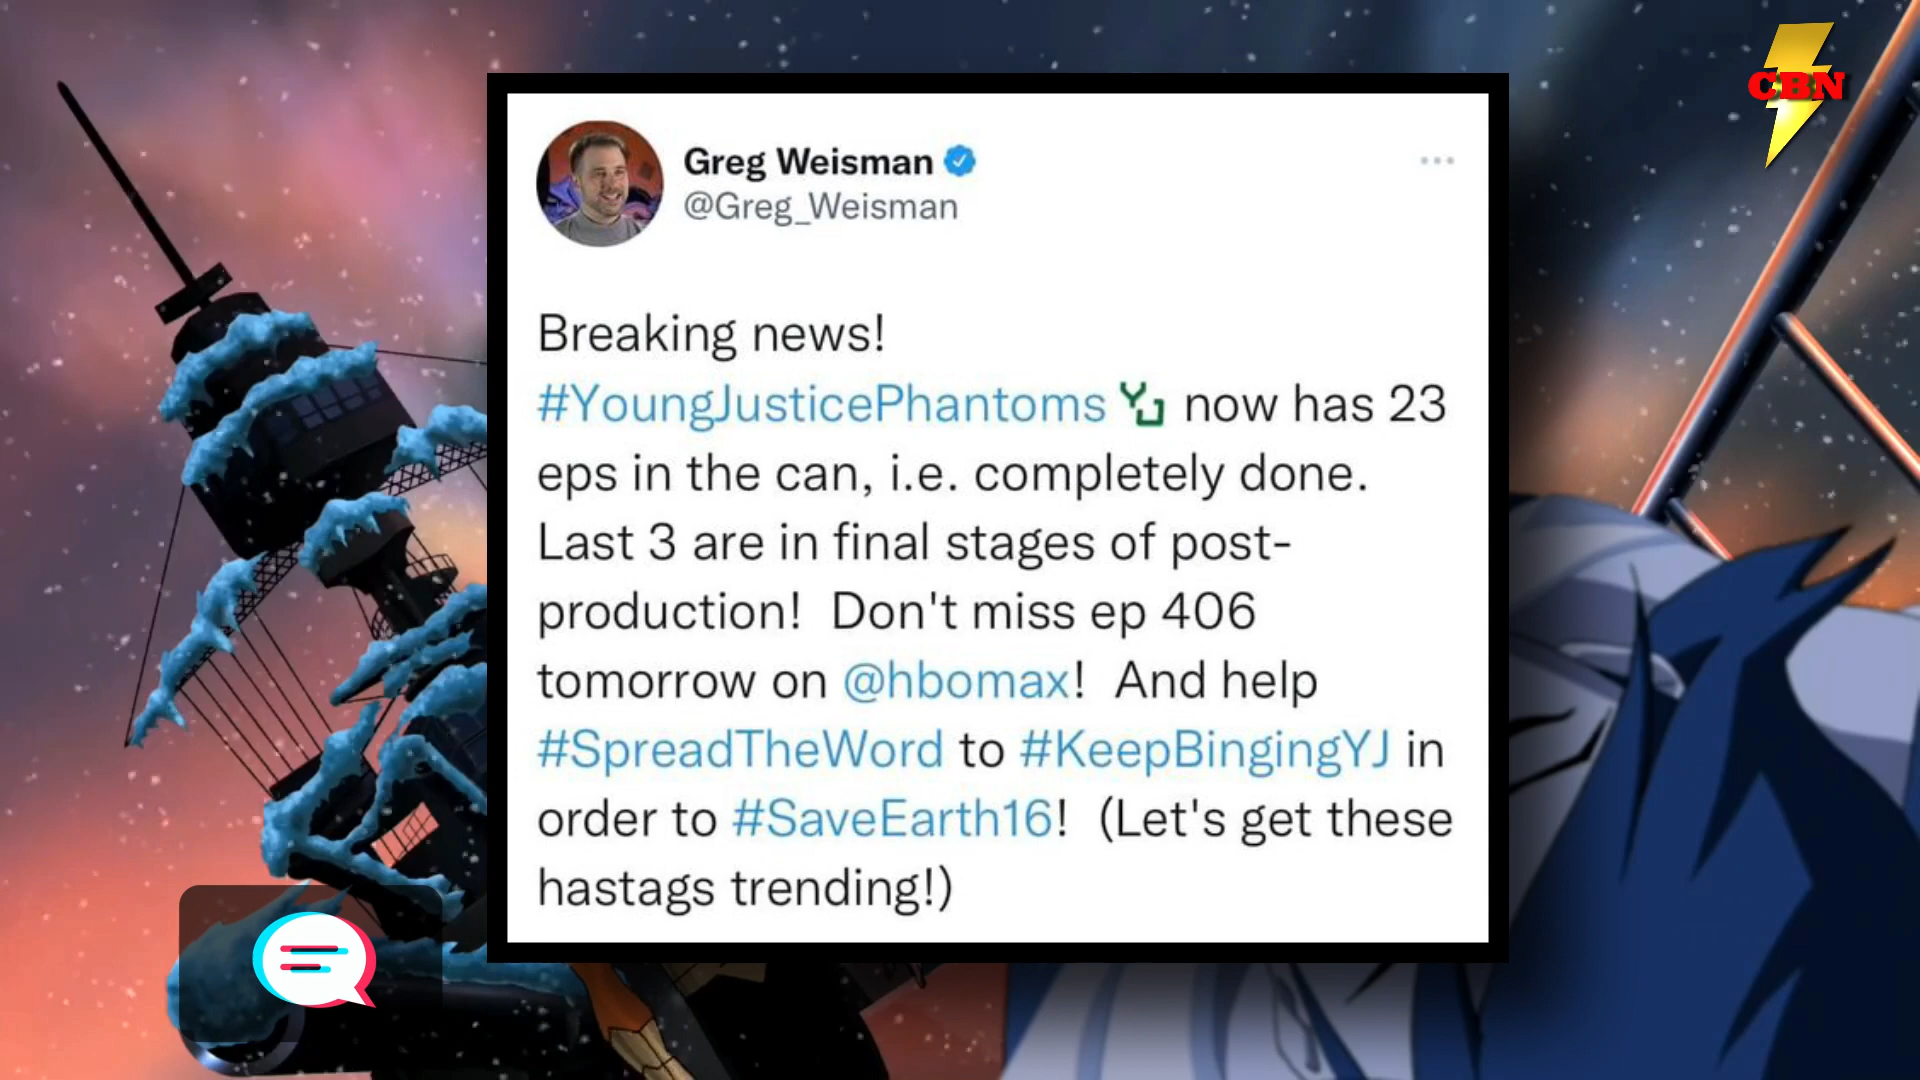 CBN
Greg Weisman
@Greg_Weisman
Breaking news!
#YoungJusticePhantoms YJ now has 23
eps in the can, i.e. completely done.
Last 3 are in final stages of post-
production! Don't miss ep 406
tomorrow on @hbomax! And help
#SpreadTheWord to #KeepBingingYJ in
order to #SaveEarth16! (Let's get these
hastags trending!)